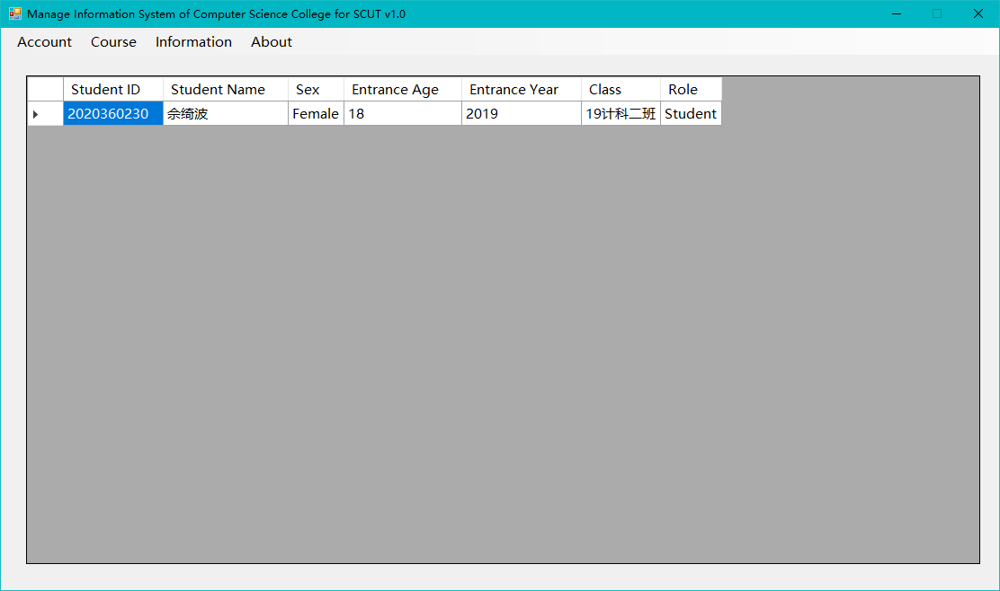 Manage Information System of Computer Science College for SCUT v1.0
Account Course Information About
Student ID Student Name Sex Entrance Age Entrance Year Class Role
2020360230 佘绮波 Female 18 2019 19计科二班 Student